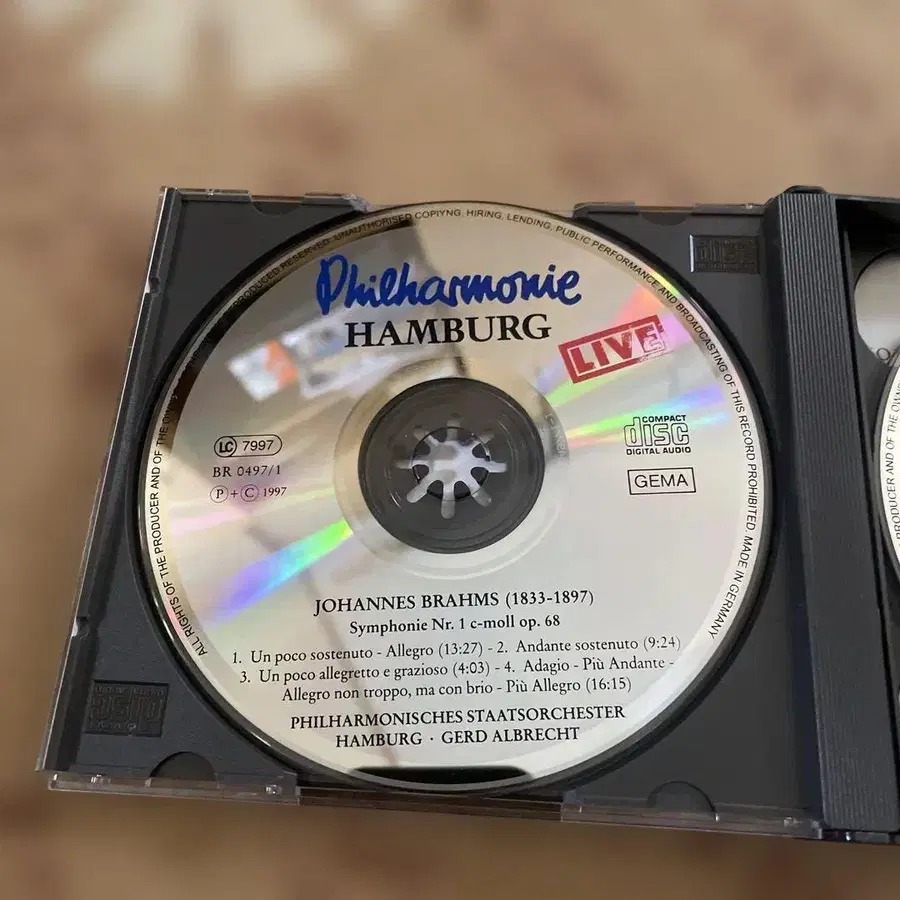 Philharmonie
HAMBURG
LIVE
LC 7997
BR 0497/1
P + C 1997
COMPACT
disc
DIGITAL AUDIO
GEMA
JOHANNES BRAHMS (1833-1897)
Symphonie Nr. 1 c-moll op. 68
1. Un poco sostenuto - Allegro (13:27) - 2. Andante sostenuto (9:24)
3. Un poco allegretto e grazioso (4:03) - 4. Adagio - Più Andante -
Allegro non troppo, ma con brio - Più Allegro (16:15)
PHILHARMONISCHES STAATSORCHESTER
HAMBURG · GERD ALBRECHT
ALL RIGHTS OF THE PRODUCER AND OF THE OWNER PRODUCED RESERVED. UNAUTHORISED COPIYNG, HIRING, LENDING, PUBLIC PERFORMANCE AND BROADCASTING OF THIS RECORD PROHIBITED. MADE IN GERMANY